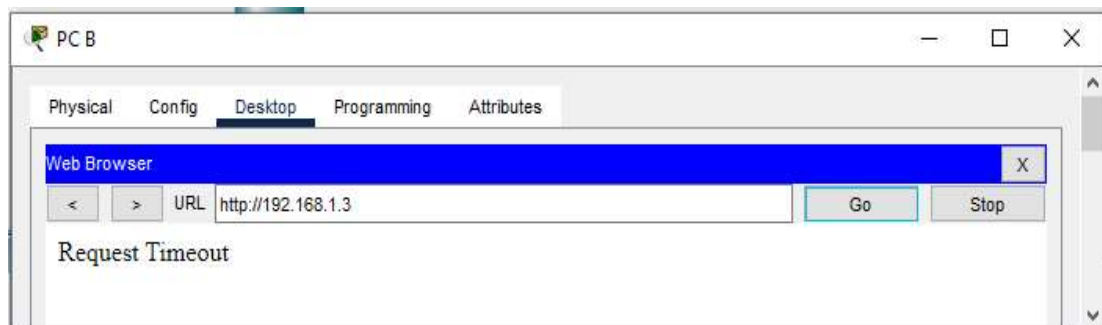 PC B
Physical Config Desktop Programming Attributes
Web Browser X
< > URL http://192.168.1.3 Go Stop
Request Timeout